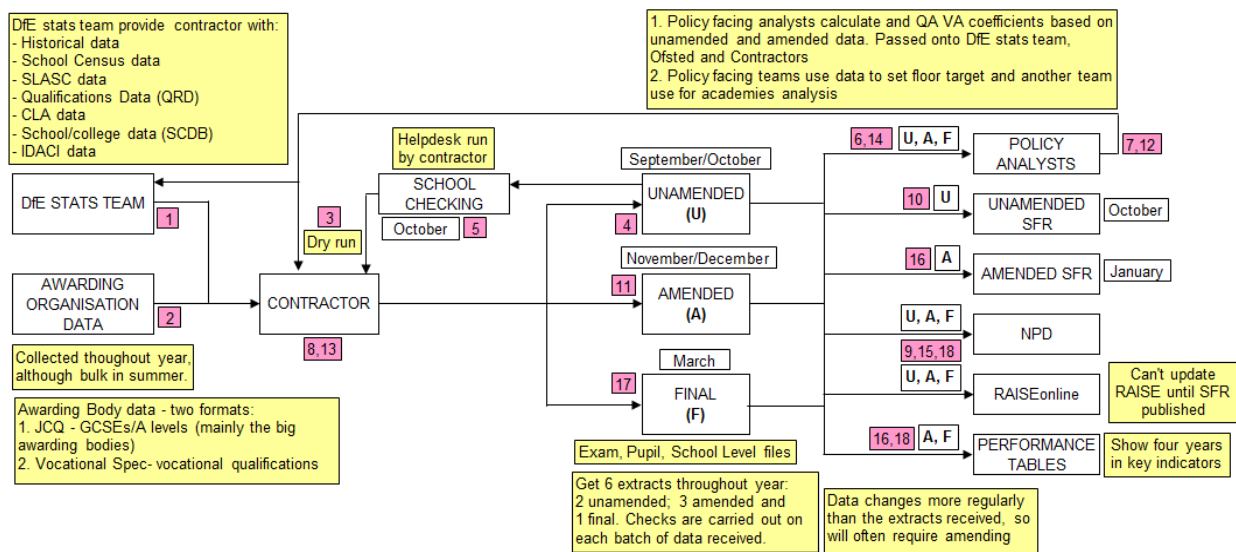 DfE stats team provide contractor with:
- Historical data
- School Census data
- SLASC data
- Qualifications Data (QRD)
- CLA data
- School/college data (SCDB)
- IDACI data
1. Policy facing analysts calculate and QA VA coefficients based on
unamended and amended data. Passed onto DfE stats team,
Ofsted and Contractors
2. Policy facing teams use data to set floor target and another team
use for academies analysis
Helpdesk run
by contractor
September/October
6,14
U, A, F
POLICY
ANALYSTS
7,12
DfE STATS TEAM
1
SCHOOL
CHECKING
October
5
UNAMENDED
(U)
4
10
U
UNAMENDED
SFR
October
3
Dry run
November/December
16
A
AMENDED SFR
January
AWARDING
ORGANISATION
DATA
2
CONTRACTOR
8,13
11
AMENDED
(A)
U, A, F
NPD
9,15,18
Collected thoughout year,
although bulk in summer.
March
17
FINAL
(F)
U, A, F
RAISEonline
Can't update
RAISE until SFR
published
Awarding Body data - two formats:
1. JCQ - GCSEs/A levels (mainly the big
awarding bodies)
2. Vocational Spec- vocational qualifications
16,18
A, F
PERFORMANCE
TABLES
Show four years
in key indicators
Exam, Pupil, School Level files
Get 6 extracts throughout year:
2 unamended; 3 amended and
1 final. Checks are carried out on
each batch of data received.
Data changes more regularly
than the extracts received, so
will often require amending